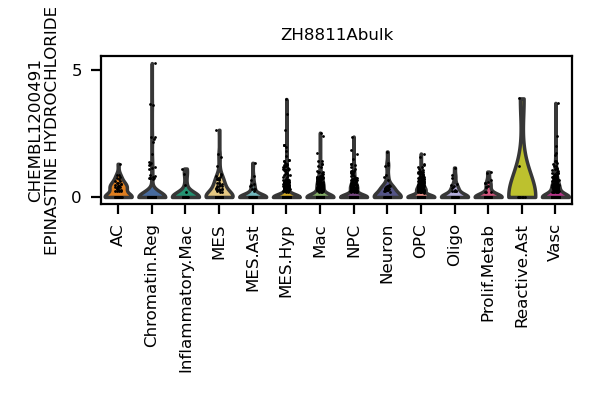 ZH8811Abulk
CHEMBL1200491
EPINASTINE HYDROCHLORIDE
5
0
AC
Chromatin.Reg
Inflammatory.Mac
MES
MES.Ast
MES.Hyp
Mac
NPC
Neuron
OPC
Oligo
Prolif.Metab
Reactive.Ast
Vasc